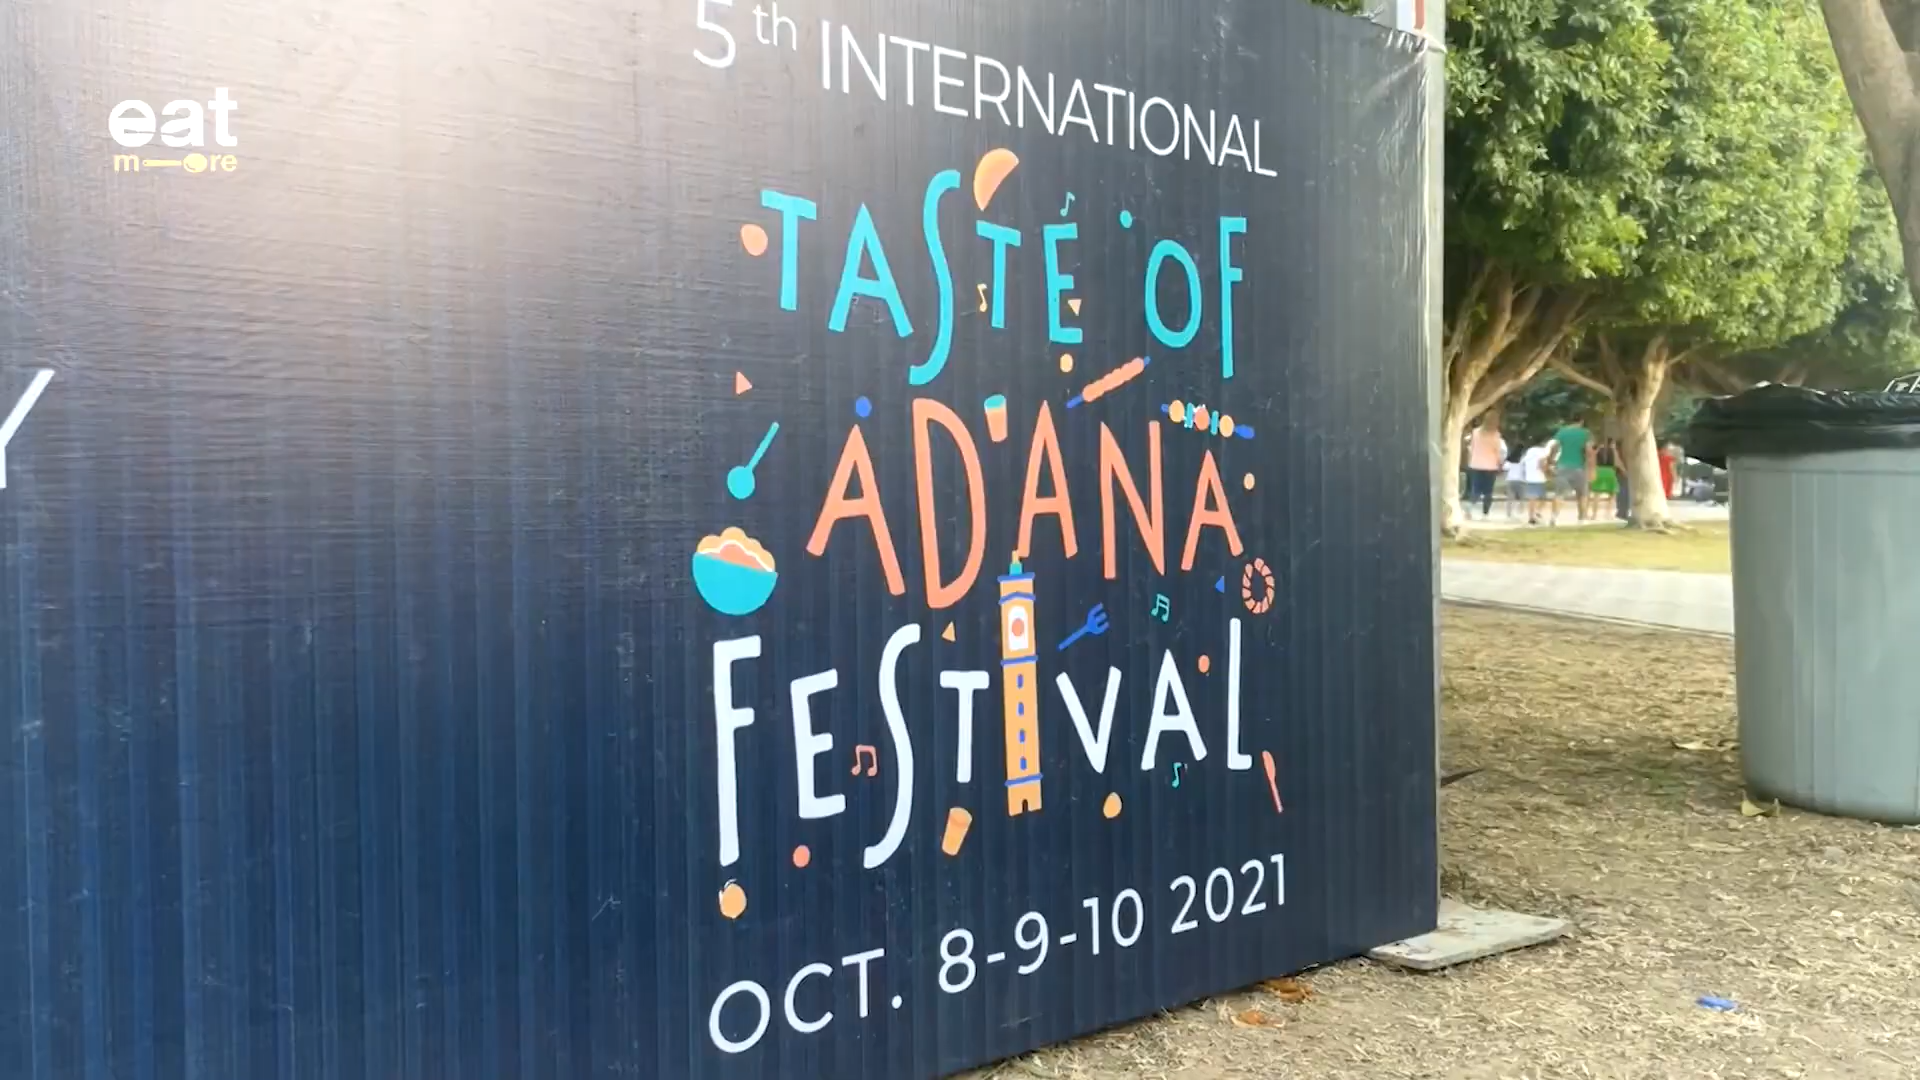 eat
more
5th INTERNATIONAL
TASTE OF
ADANA
FESTIVAL
OCT. 8-9-10 2021
Y